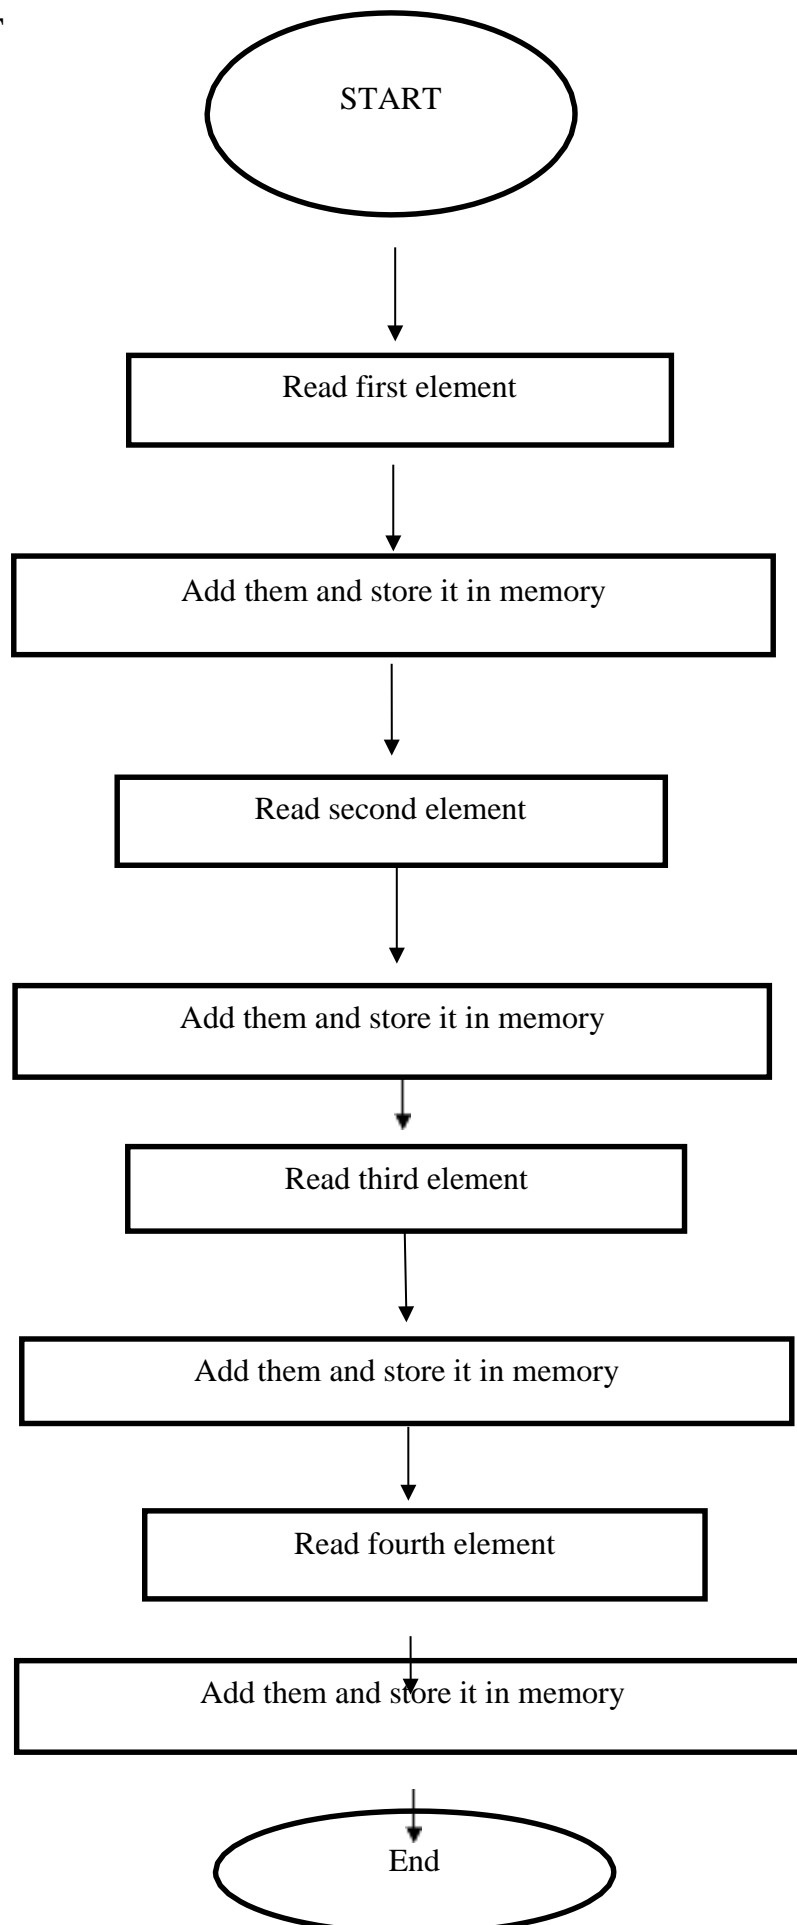 START
Read first element
Add them and store it in memory
Read second element
Add them and store it in memory
Read third element
Add them and store it in memory
Read fourth element
Add them and store it in memory
End